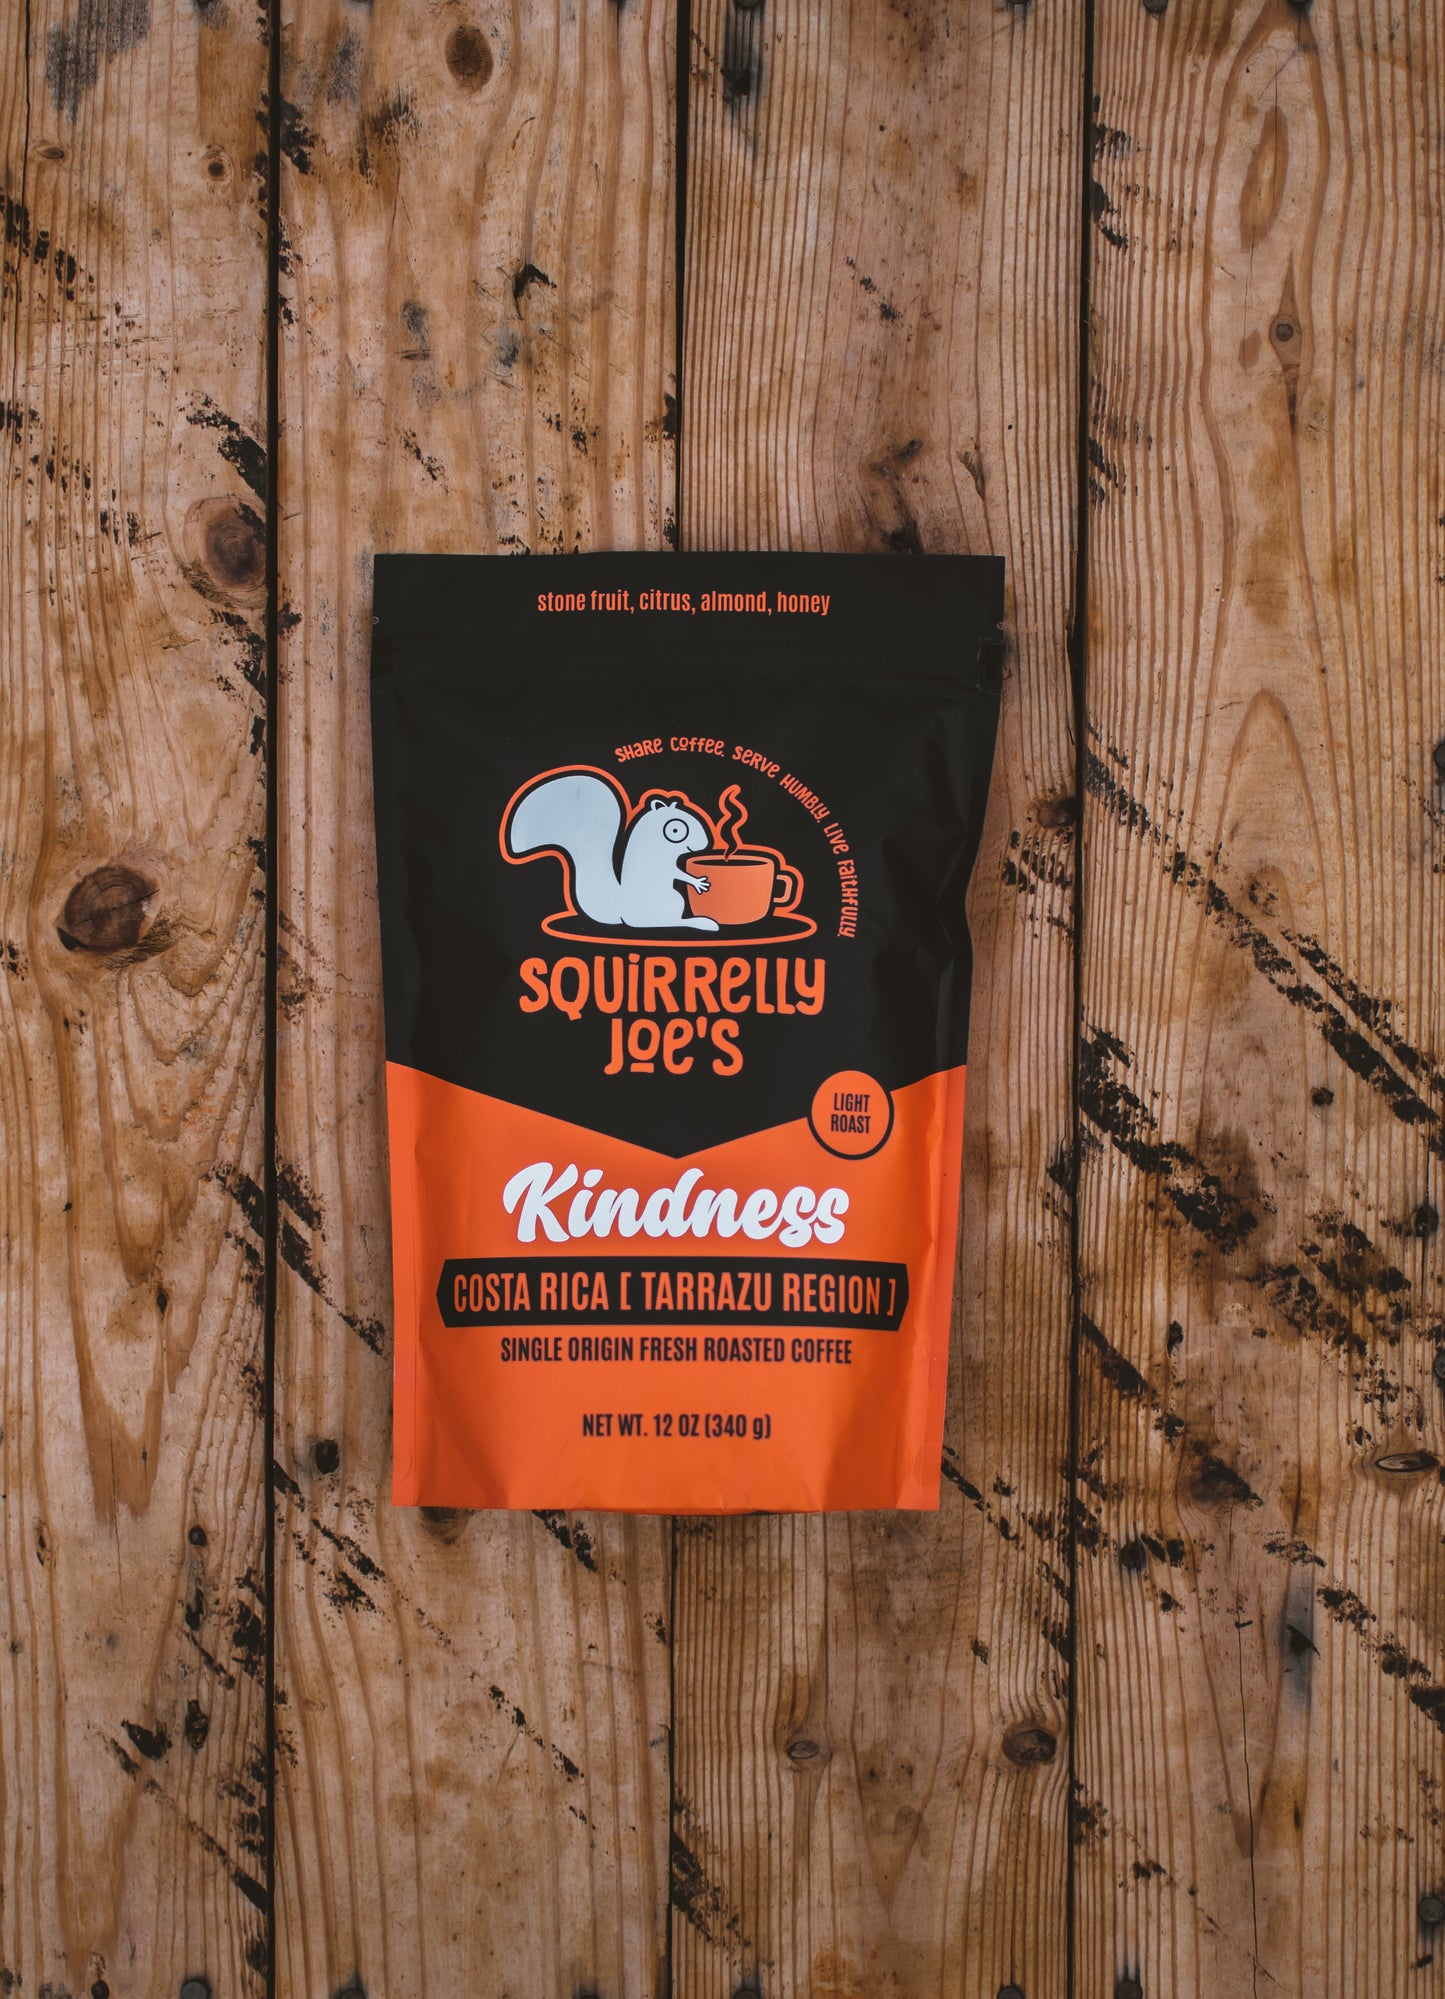 stone fruit, citrus, almond, honey
SHARE COFFEE. SERVE HUMBLY. LIVE FAITHFULLY.
SQUIRRELLY
JOE'S
LIGHT
ROAST
Kindness
COSTA RICA [ TARRAZU REGION ]
SINGLE ORIGIN FRESH ROASTED COFFEE
NET WT. 12 OZ (340 g)